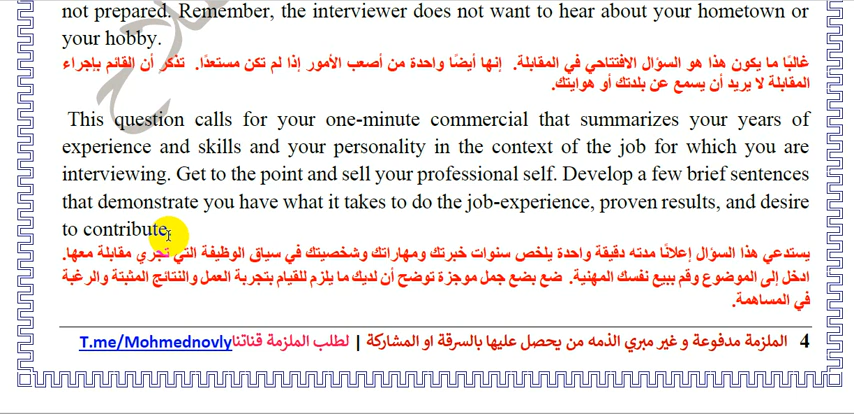 not prepared. Remember, the interviewer does not want to hear about your hometown or
your hobby.
غالبًا ما يكون هذا هو السؤال الافتتاحي في المقابلة. إنها أيضًا واحدة من أصعب الأمور إذا لم تكن مستعدًا. تذكر أن القائم بإجراء
المقابلة لا يريد أن يسمع عن بلدتك أو هوايتك.
This question calls for your one-minute commercial that summarizes your years of
experience and skills and your personality in the context of the job for which you are
interviewing. Get to the point and sell your professional self. Develop a few brief sentences
that demonstrate you have what it takes to do the job-experience, proven results, and desire
to contribute.
يستدعي هذا السؤال إعلانًا مدته دقيقة واحدة يلخص سنوات خبرتك ومهاراتك وشخصيتك في سياق الوظيفة التي تجري مقابلة معها.
ادخل إلى الموضوع وقم ببيع نفسك المهنية. ضع بضع جمل موجزة توضح أن لديك ما يلزم للقيام بتجربة العمل والنتائج المثبتة والرغبة
في المساهمة.
4 الملزمة مدفوعة و غير مبري الذمه من يحصل عليها بالسرقة او المشاركة | لطلب الملزمة قناتنا T.me/Mohmednovly